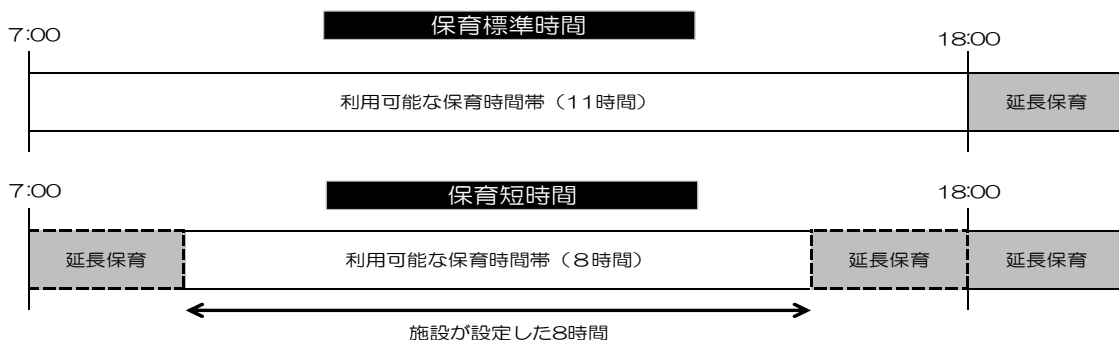 保育標準時間
7:00
18:00
利用可能な保育時間帯（11時間）
延長保育
7:00
保育短時間
18:00
延長保育
利用可能な保育時間帯（８時間）
延長保育
延長保育
施設が設定した8時間